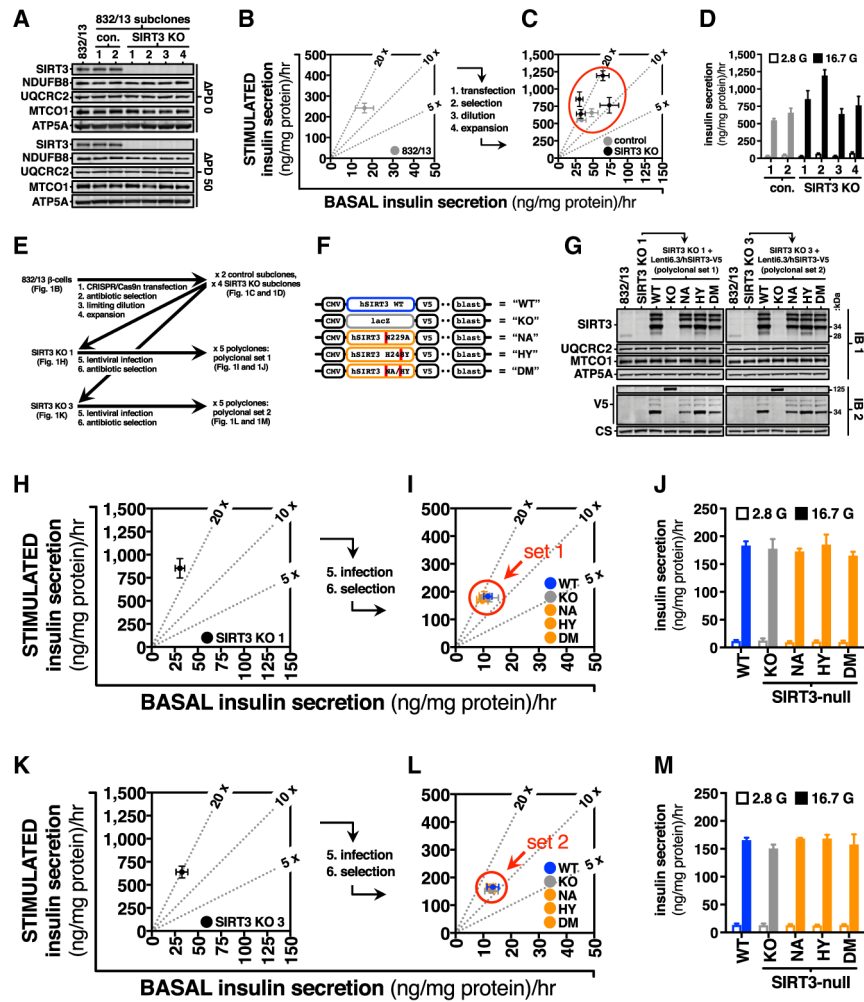 A
832/13 subclones
832/13
con.
SIRT3 KO
1 2 1 2 3 4
SIRT3
NDUFB8
UQCRC2
MTCO1
ATP5A
ΔPD 0
SIRT3
NDUFB8
UQCRC2
MTCO1
ATP5A
ΔPD 50
B
STIMULATED
insulin secretion
(ng/mg protein)/hr
500
400
300
200
100
0
20 x
10 x
5 x
832/13
0 10 20 30 40 50
1. transfection
2. selection
3. dilution
4. expansion
C
1,500
1,250
1,000
750
500
250
0
20 x
10 x
5 x
control
SIRT3 KO
0 25 50 75 100 125 150
BASAL insulin secretion (ng/mg protein)/hr
D
2.8 G 16.7 G
insulin secretion
(ng/mg protein)/hr
1,500
1,250
1,000
750
500
250
0
1 2 1 2 3 4
con. SIRT3 KO
E
832/13 β-cells
(Fig. 1B)
1. CRISPR/Cas9n transfection
2. antibiotic selection
3. limiting dilution
4. expansion
x 2 control subclones,
x 4 SIRT3 KO subclones
(Fig. 1C and 1D)
SIRT3 KO 1
(Fig. 1H)
5. lentiviral infection
6. antibiotic selection
x 5 polyclones:
polyclonal set 1
(Fig. 1I and 1J)
SIRT3 KO 3
(Fig. 1K)
5. lentiviral infection
6. antibiotic selection
x 5 polyclones:
polyclonal set 2
(Fig. 1L and 1M)
F
CMV hSIRT3 WT V5 blast = “WT”
CMV lacZ V5 blast = “KO”
CMV hSIRT3 N229A V5 blast = “NA”
CMV hSIRT3 H248Y V5 blast = “HY”
CMV hSIRT3 NA/HY V5 blast = “DM”
G
832/13
SIRT3 KO 1
SIRT3 KO 1 +
Lenti6.3/hSIRT3-V5
(polyclonal set 1)
WT KO NA HY DM
832/13
SIRT3 KO 3
SIRT3 KO 3 +
Lenti6.3/hSIRT3-V5
(polyclonal set 2)
WT KO NA HY DM
:kDa
SIRT3
34
28
UQCRC2
MTCO1
ATP5A
IB 1
125
V5
34
CS
IB 2
H
STIMULATED
insulin secretion
(ng/mg protein)/hr
1,500
1,250
1,000
750
500
250
0
20 x
10 x
5 x
SIRT3 KO 1
0 25 50 75 100 125 150
5. infection
6. selection
I
500
400
300
200
100
0
20 x
10 x
5 x
set 1
WT
KO
NA
HY
DM
0 10 20 30 40 50
BASAL insulin secretion (ng/mg protein)/hr
J
2.8 G 16.7 G
insulin secretion
(ng/mg protein)/hr
200
150
100
50
0
WT KO NA HY DM
SIRT3-null
K
STIMULATED
insulin secretion
(ng/mg protein)/hr
1,500
1,250
1,000
750
500
250
0
20 x
10 x
5 x
SIRT3 KO 3
0 25 50 75 100 125 150
5. infection
6. selection
L
500
400
300
200
100
0
20 x
10 x
5 x
set 2
WT
KO
NA
HY
DM
0 10 20 30 40 50
BASAL insulin secretion (ng/mg protein)/hr
M
2.8 G 16.7 G
insulin secretion
(ng/mg protein)/hr
200
150
100
50
0
WT KO NA HY DM
SIRT3-null